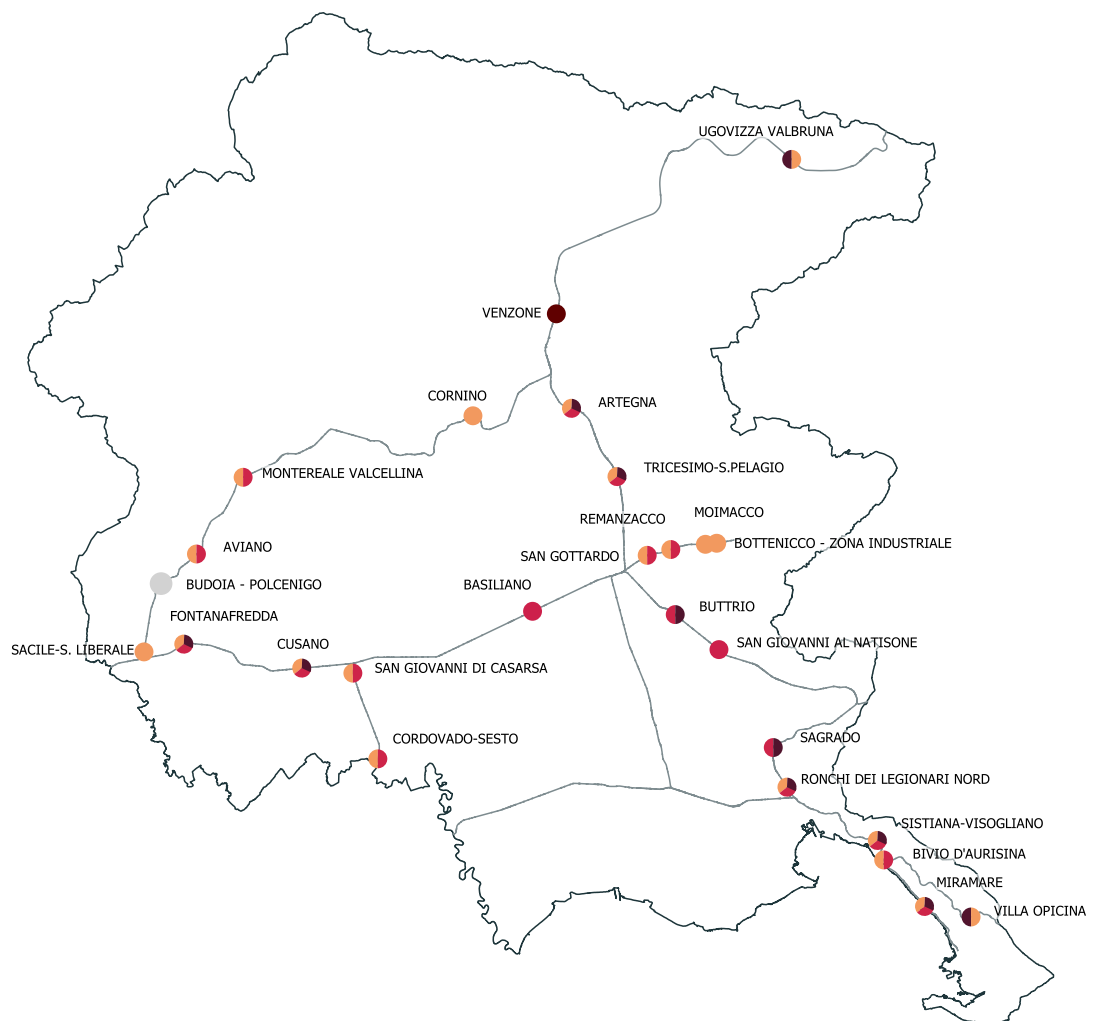 UGOVIZZA VALBRUNA
VENZONE
CORNINO
ARTEGNA
TRICESIMO-S.PELAGIO
MONTEREALE VALCELLINA
MOIMACCO
REMANZACCO
BOTTENICCO - ZONA INDUSTRIALE
AVIANO
SAN GOTTARDO
BUDOIA - POLCENIGO
BASILIANO
BUTTRIO
FONTANAFREDDA
SAN GIOVANNI AL NATISONE
CUSANO
SACILE-S. LIBERALE
SAN GIOVANNI DI CASARSA
CORDOVADO-SESTO
SAGRADO
RONCHI DEI LEGIONARI NORD
SISTIANA-VISOGLIANO
BIVIO D'AURISINA
MIRAMARE
VILLA OPICINA